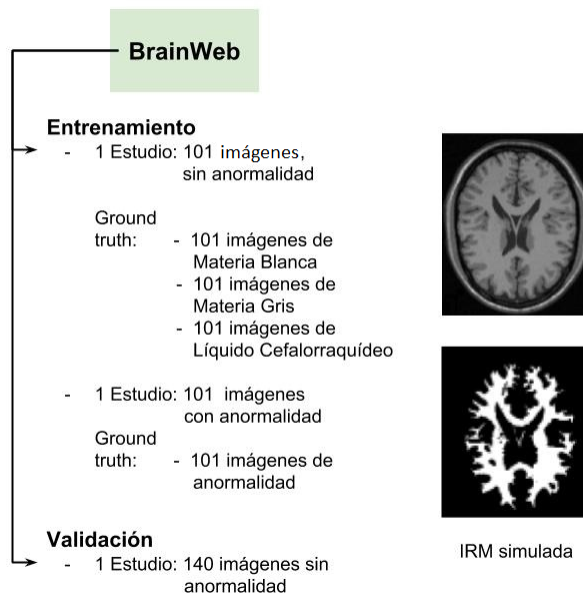 BrainWeb
Entrenamiento
- 1 Estudio: 101 imágenes,
sin anormalidad
Ground
truth: - 101 imágenes de
Materia Blanca
- 101 imágenes de
Materia Gris
- 101 imágenes de
Líquido Cefalorraquídeo
- 1 Estudio: 101 imágenes
con anormalidad
Ground
truth: - 101 imágenes de
anormalidad
Validación
- 1 Estudio: 140 imágenes sin
anormalidad
IRM simulada